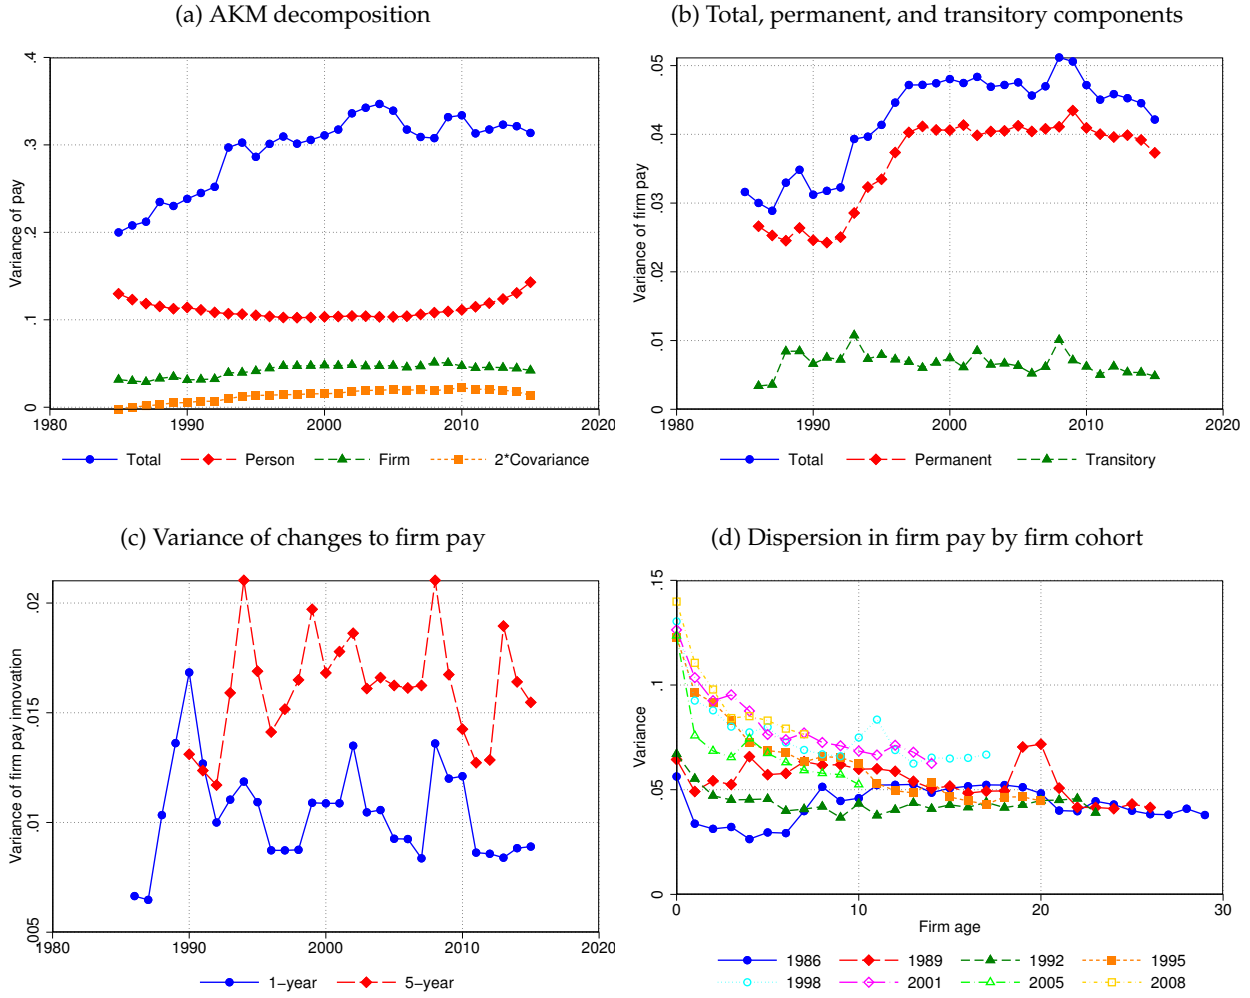 (a) AKM decomposition
Variance of pay
.4
.3
.2
.1
0
1980 1990 2000 2010 2020
Total Person Firm 2*Covariance
(b) Total, permanent, and transitory components
Variance of firm pay
.05
.04
.03
.02
.01
0
1980 1990 2000 2010 2020
Total Permanent Transitory
(c) Variance of changes to firm pay
Variance of firm pay innovation
.02
.015
.01
.005
1980 1990 2000 2010 2020
1−year 5−year
(d) Dispersion in firm pay by firm cohort
Variance
.15
.1
.05
0
0 10 20 30
Firm age
1986 1989 1992 1995
1998 2001 2005 2008